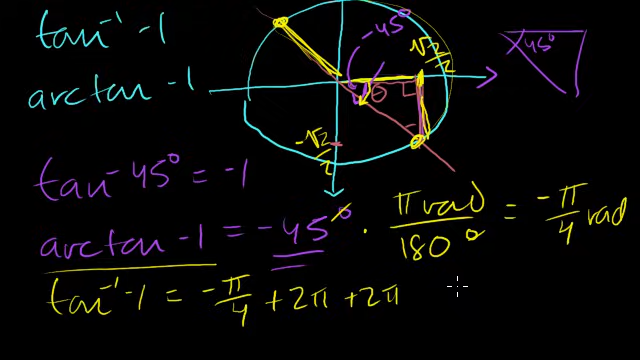 tan⁻¹ -1
arctan -1
-45°
√2/2
45°
θ
-√2/2
tan -45° = -1
arctan -1 = -45° · π rad/180° = -π/4 rad
tan⁻¹ -1 = -π/4 + 2π + 2π